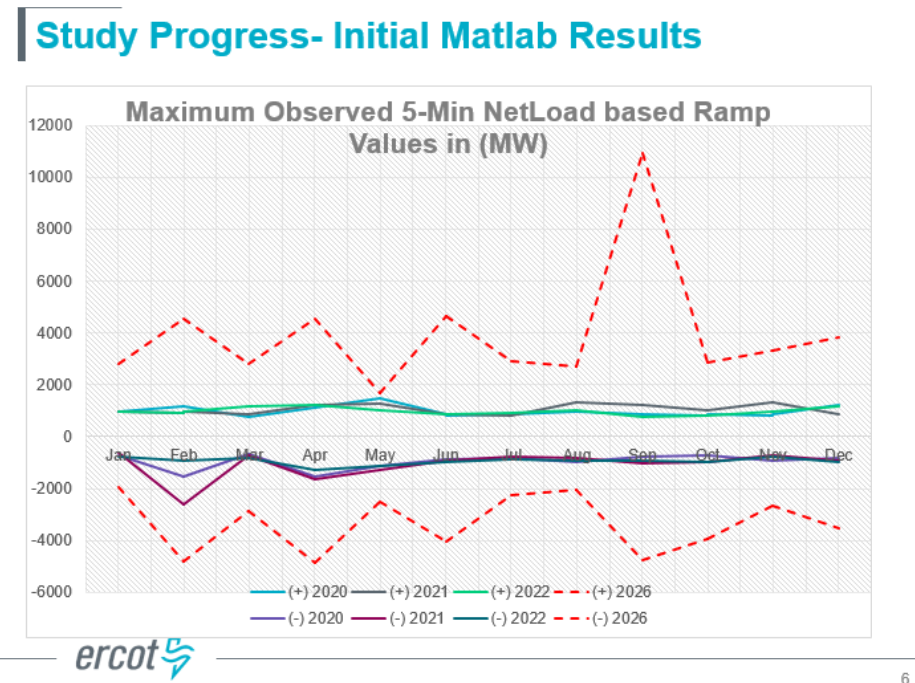 Study Progress- Initial Matlab Results
Maximum Observed 5-Min NetLoad based Ramp
Values in (MW)
12000
10000
8000
6000
4000
2000
0
-2000
-4000
-6000
Jan Feb Mar Apr May Jun Jul Aug Sep Oct Nov Dec
(+) 2020 (+) 2021 (+) 2022 (+) 2026
(-) 2020 (-) 2021 (-) 2022 (-) 2026
ercot
6